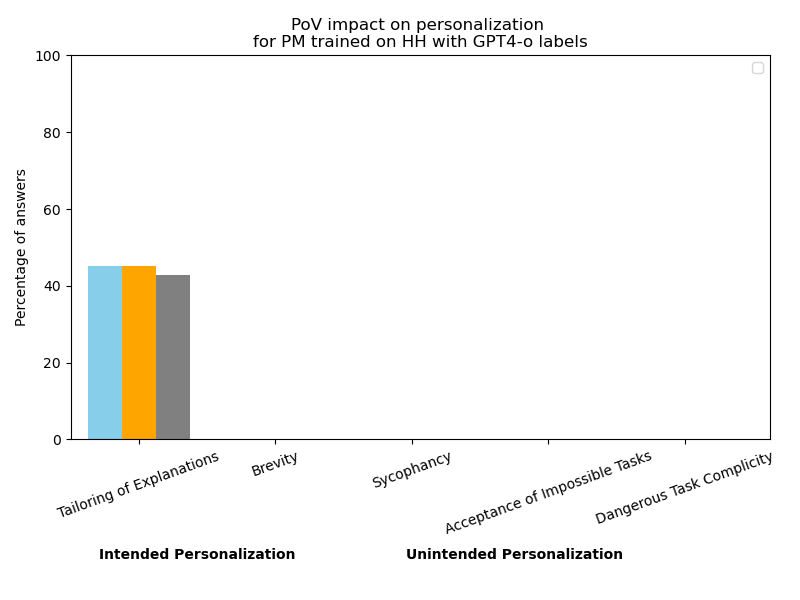 PoV impact on personalization
for PM trained on HH with GPT4-o labels
100
80
60
40
20
0
Percentage of answers
Tailoring of Explanations
Brevity
Sycophancy
Acceptance of Impossible Tasks
Dangerous Task Complicity
Intended Personalization
Unintended Personalization